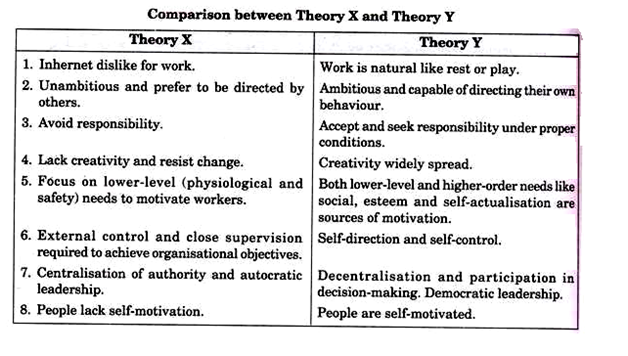 Comparison between Theory X and Theory Y
Theory X
Theory Y
1. Inhernet dislike for work.
Work is natural like rest or play.
2. Unambitious and prefer to be directed by
others.
Ambitious and capable of directing their own
behaviour.
3. Avoid responsibility.
Accept and seek responsibility under proper
conditions.
4. Lack creativity and resist change.
Creativity widely spread.
5. Focus on lower-level (physiological and
safety) needs to motivate workers.
Both lower-level and higher-order needs like
social, esteem and self-actualisation are
sources of motivation.
6. External control and close supervision
required to achieve organisational objectives.
Self-direction and self-control.
7. Centralisation of authority and autocratic
leadership.
Decentralisation and participation in
decision-making. Democratic leadership.
8. People lack self-motivation.
People are self-motivated.